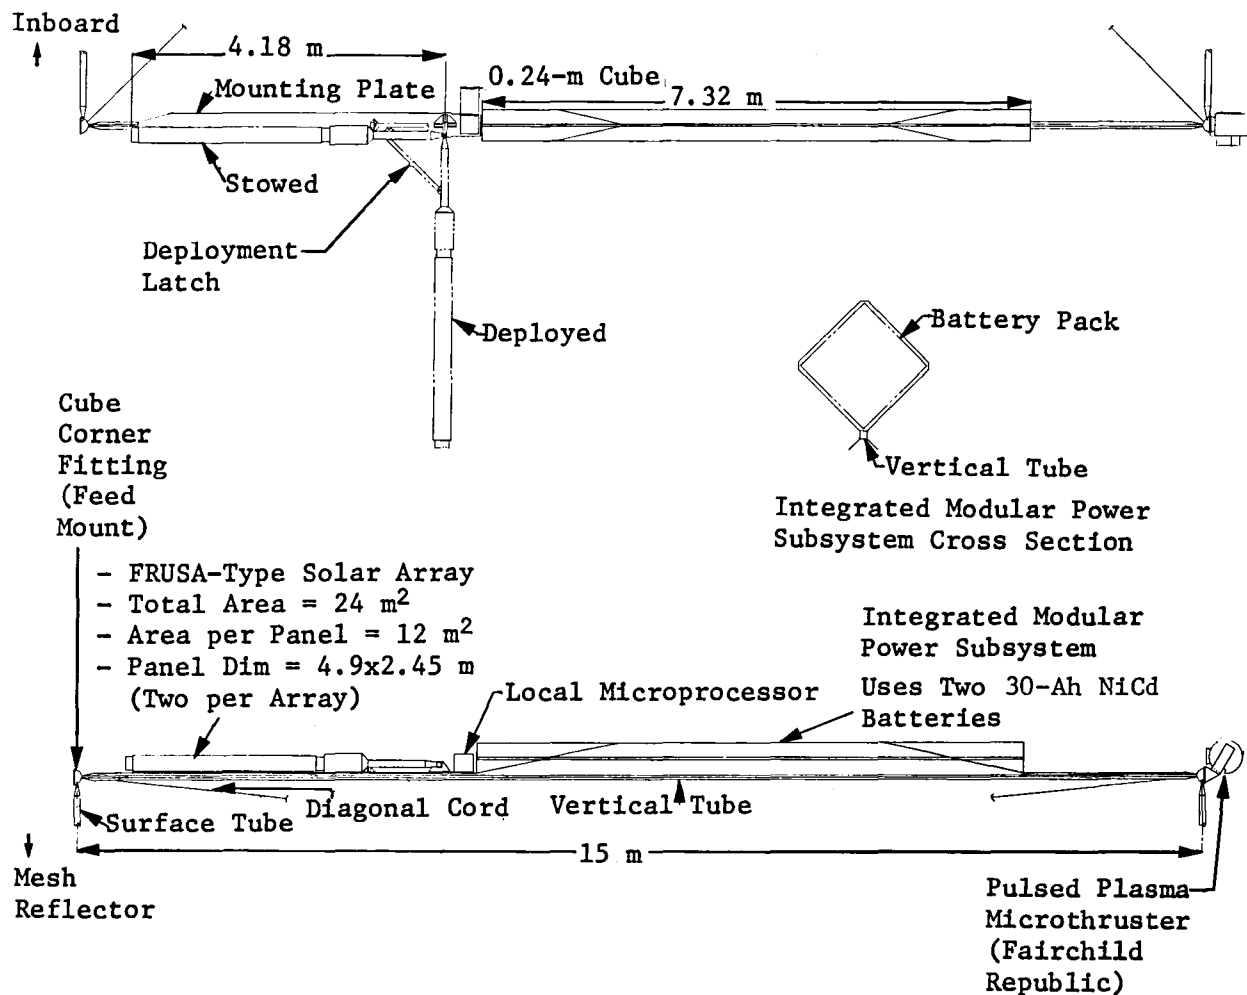 Inboard
4.18 m
0.24-m Cube
Mounting Plate
7.32 m
Stowed
Deployment
Latch
Deployed
Battery Pack
Vertical Tube
Integrated Modular Power
Subsystem Cross Section
Cube
Corner
Fitting
(Feed
Mount)
- FRUSA-Type Solar Array
- Total Area = 24 m²
- Area per Panel = 12 m²
- Panel Dim = 4.9x2.45 m
(Two per Array)
Integrated Modular
Power Subsystem
Uses Two 30-Ah NiCd
Batteries
Local Microprocessor
Surface Tube
Diagonal Cord
Vertical Tube
15 m
Mesh
Reflector
Pulsed Plasma
Microthruster
(Fairchild
Republic)